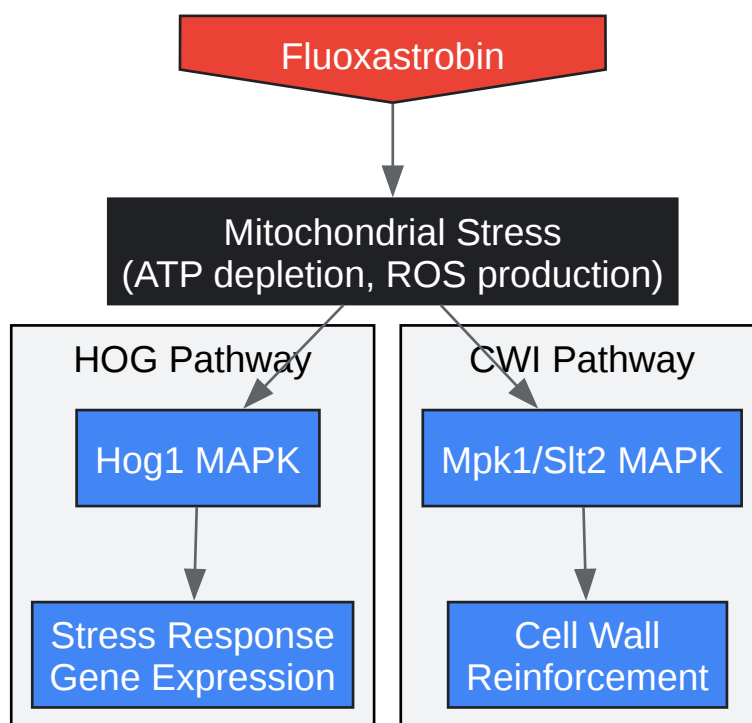 Fluoxastrobin
Mitochondrial Stress
(ATP depletion, ROS production)
HOG Pathway
Hog1 MAPK
Stress Response
Gene Expression
CWI Pathway
Mpk1/Slt2 MAPK
Cell Wall
Reinforcement